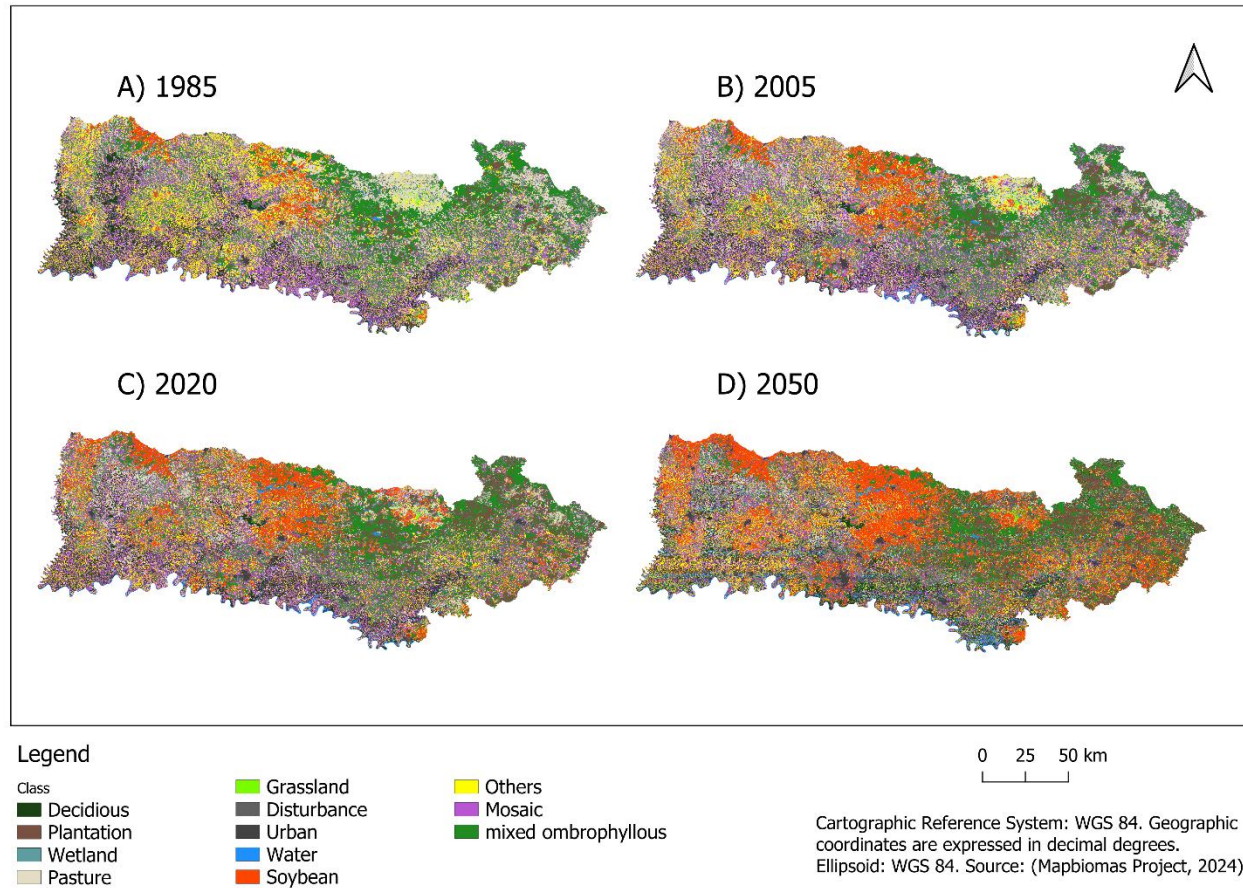 A) 1985
B) 2005
C) 2020
D) 2050
Legend
Class
Decidious
Plantation
Wetland
Pasture
Grassland
Disturbance
Urban
Water
Soybean
Others
Mosaic
mixed ombrophyllous
0 25 50 km
Cartographic Reference System: WGS 84. Geographic
coordinates are expressed in decimal degrees.
Ellipsoid: WGS 84. Source: (Mapbiomas Project, 2024)